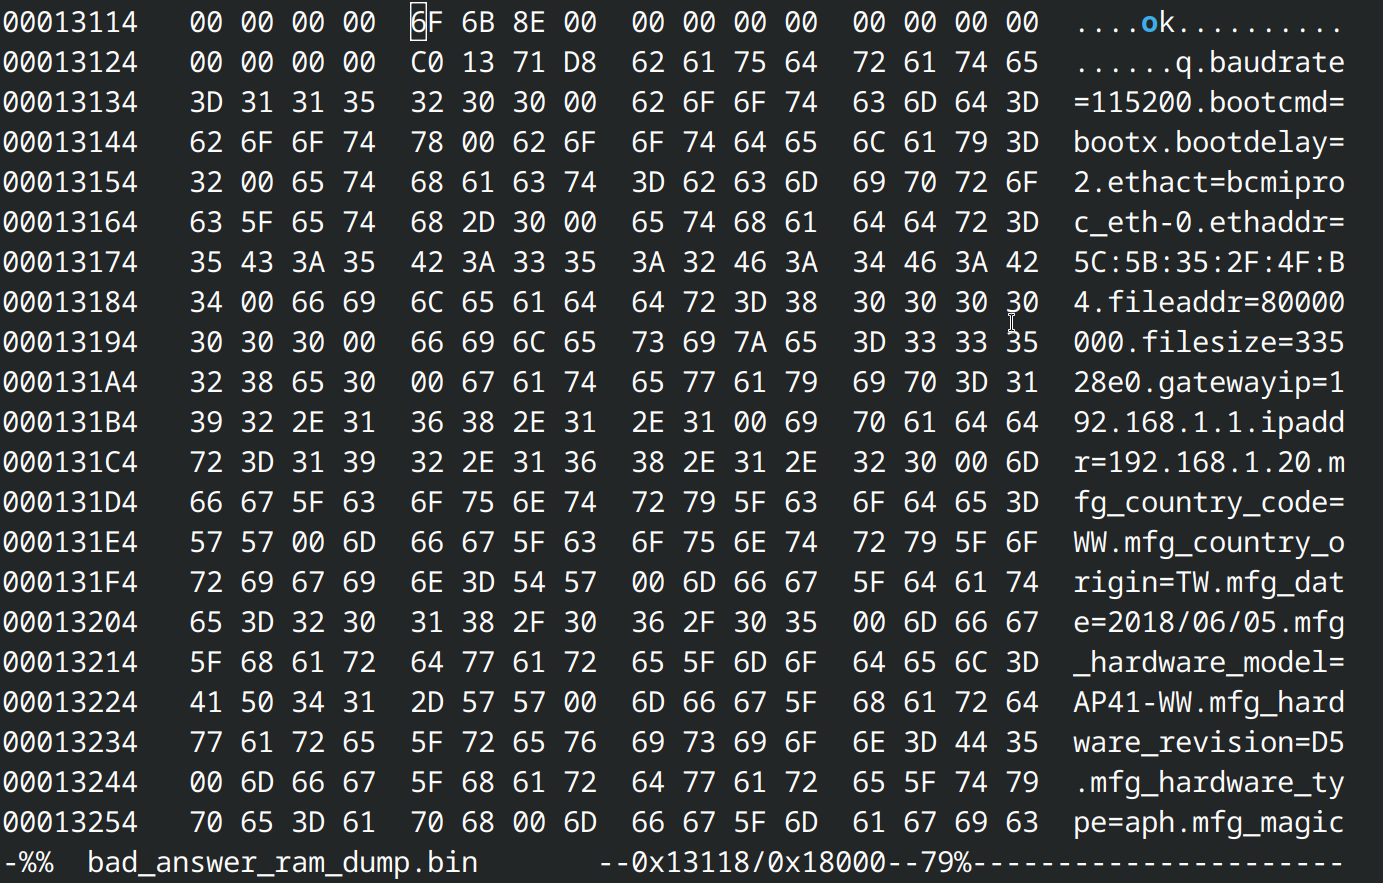 00013114   00 00 00 00  6F 6B 8E 00  00 00 00 00  00 00 00 00  ....ok..........
00013124   00 00 00 00  C0 13 71 D8  62 61 75 64  72 61 74 65  ......q.baudrate
00013134   3D 31 31 35  32 30 30 00  62 6F 6F 74  63 6D 64 3D  =115200.bootcmd=
00013144   62 6F 6F 74  78 00 62 6F  6F 74 64 65  6C 61 79 3D  bootx.bootdelay=
00013154   32 00 65 74  68 61 63 74  3D 62 63 6D  69 70 72 6F  2.ethact=bcmipro
00013164   63 5F 65 74  68 2D 30 00  65 74 68 61  64 64 72 3D  c_eth-0.ethaddr=
00013174   35 43 3A 35  42 3A 33 35  3A 32 46 3A  34 46 3A 42  5C:5B:35:2F:4F:B
00013184   34 00 66 69  6C 65 61 64  64 72 3D 38  30 30 30 30  4.fileaddr=80000
00013194   30 30 30 00  66 69 6C 65  73 69 7A 65  3D 33 33 35  000.filesize=335
000131A4   32 38 65 30  00 67 61 74  65 77 61 79  69 70 3D 31  28e0.gatewayip=1
000131B4   39 32 2E 31  36 38 2E 31  2E 31 00 69  70 61 64 64  92.168.1.1.ipadd
000131C4   72 3D 31 39  32 2E 31 36  38 2E 31 2E  32 30 00 6D  r=192.168.1.20.m
000131D4   66 67 5F 63  6F 75 6E 74  72 79 5F 63  6F 64 65 3D  fg_country_code=
000131E4   57 57 00 6D  66 67 5F 63  6F 75 6E 74  72 79 5F 6F  WW.mfg_country_o
000131F4   72 69 67 69  6E 3D 54 57  00 6D 66 67  5F 64 61 74  rigin=TW.mfg_dat
00013204   65 3D 32 30  31 38 2F 30  36 2F 30 35  00 6D 66 67  e=2018/06/05.mfg
00013214   5F 68 61 72  64 77 61 72  65 5F 6D 6F  64 65 6C 3D  _hardware_model=
00013224   41 50 34 31  2D 57 57 00  6D 66 67 5F  68 61 72 64  AP41-WW.mfg_hard
00013234   77 61 72 65  5F 72 65 76  69 73 69 6F  6E 3D 44 35  ware_revision=D5
00013244   00 6D 66 67  5F 68 61 72  64 77 61 72  65 5F 74 79  .mfg_hardware_ty
00013254   70 65 3D 61  70 68 00 6D  66 67 5F 6D  61 67 69 63  pe=aph.mfg_magic
-%%  bad_answer_ram_dump.bin       --0x13118/0x18000--79%----------------------